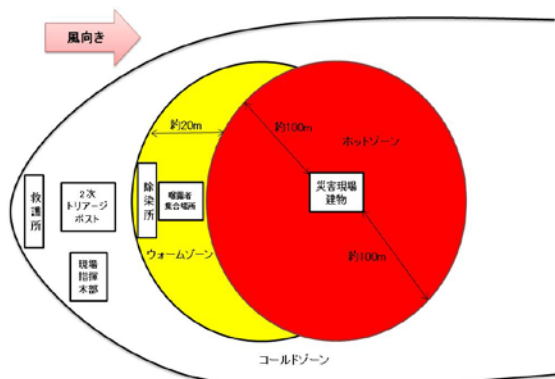 風向き
約20m
約100m
ホットゾーン
災害現場
建物
救護所
2次
トリアージ
ポスト
除染所
曝露者
集合場所
ウォームゾーン
現場
指揮
本部
約100m
コールドゾーン